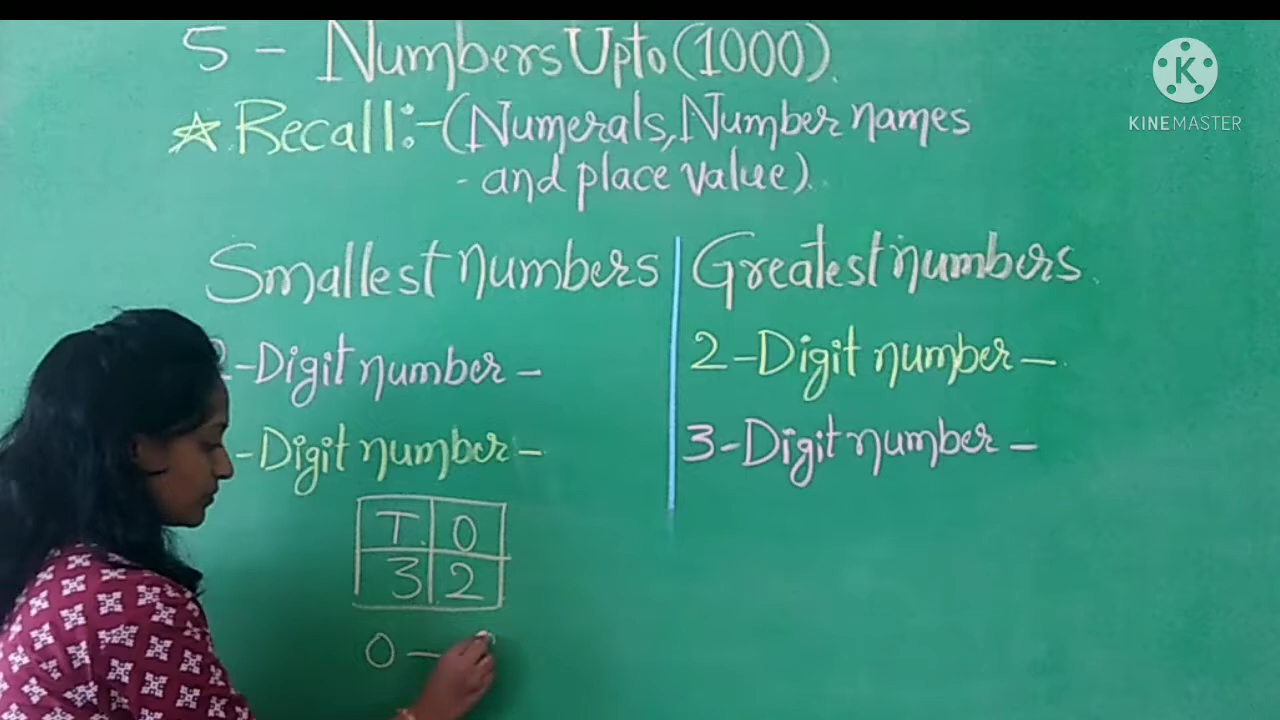 5 - Numbers Upto (1000).
KINEMASTER
☆ Recall:- (Numerals, Number names
- and place value).
Smallest numbers
Greatest numbers
-Digit number -
2-Digit number -
-Digit number -
3-Digit number -
T. O
3 2
0 -